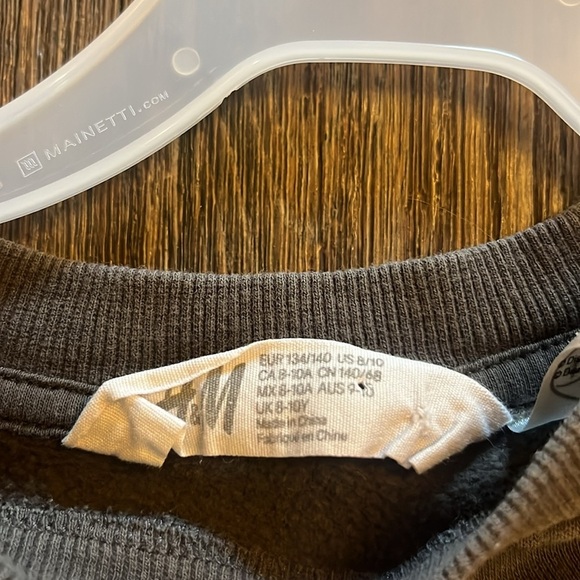 MAINETTI.COM
H&M
EUR 134/140 US 8/10
CA 8-10A CN 140/68
MX 8-10A AUS 9-10
UK 8-10Y
Made in China
Fabriqué en Chine